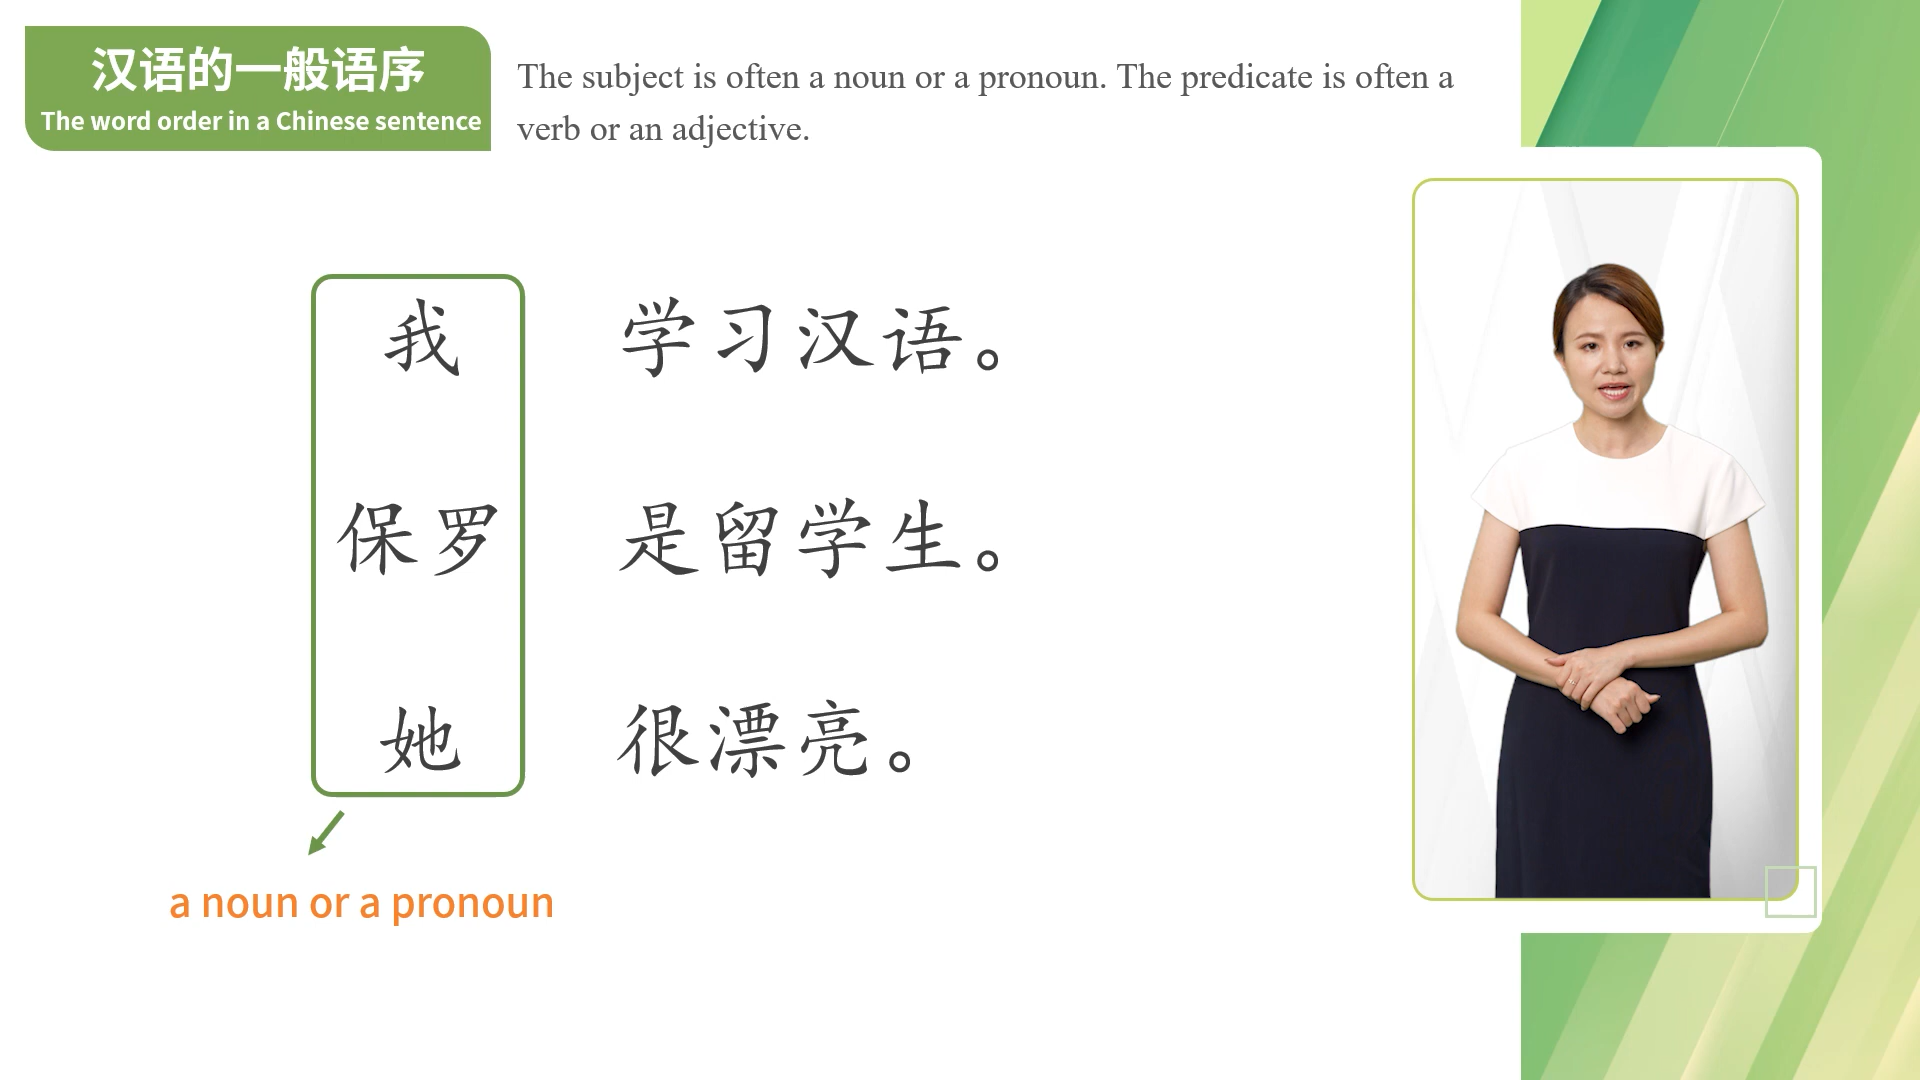 汉语的一般语序
The word order in a Chinese sentence
The subject is often a noun or a pronoun. The predicate is often a
verb or an adjective.
我 学习汉语。
保罗 是留学生。
她 很漂亮。
a noun or a pronoun